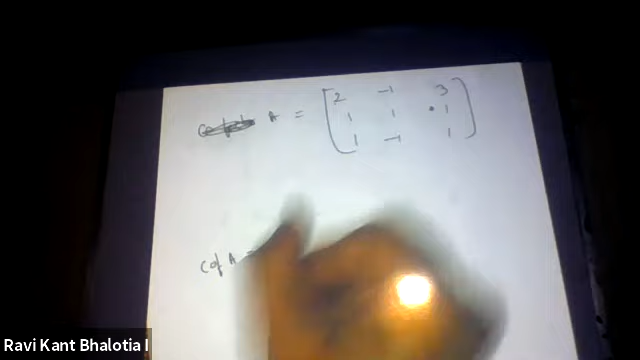 A = [ 2 -1 3
1 1 1
1 -1 1 ]
Cof A =
Ravi Kant Bhalotia I